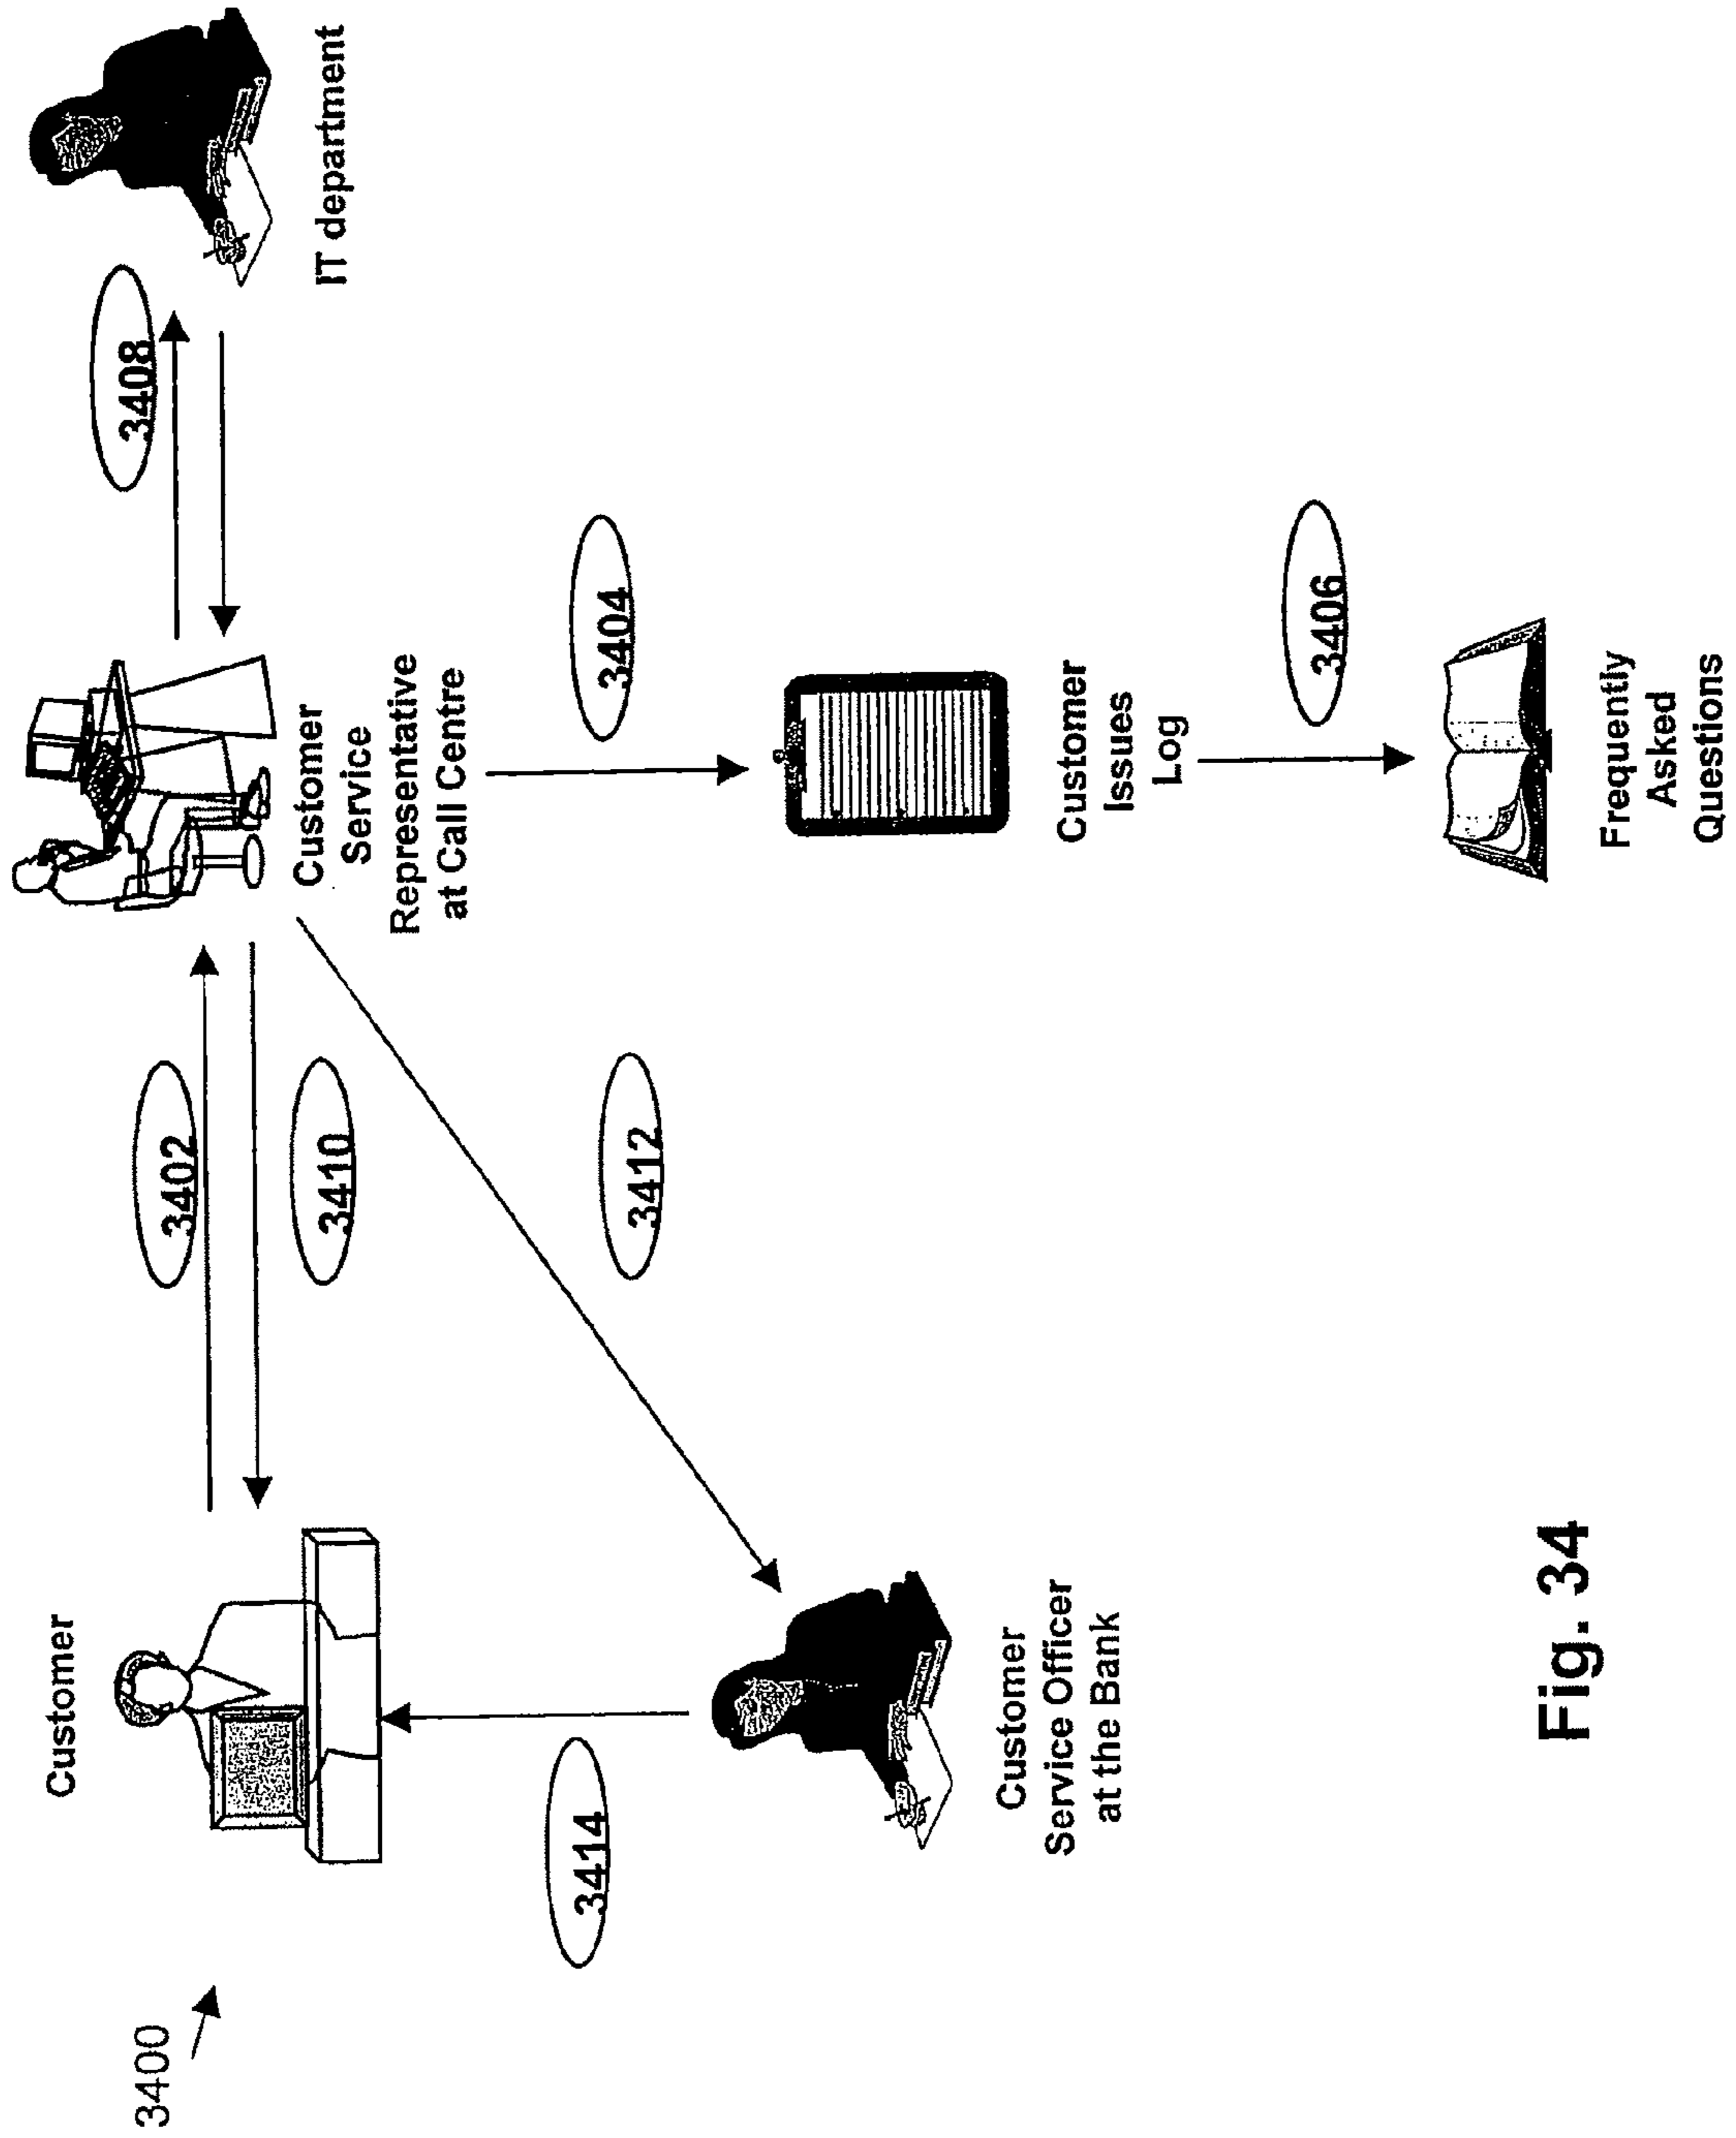 3400
Customer
3402
3410
3408
Customer
Service
Representative
at Call Centre
IT department
3414
3412
3404
Customer
Service Officer
at the Bank
Customer
Issues
Log
3406
Frequently
Asked
Questions
Fig. 34